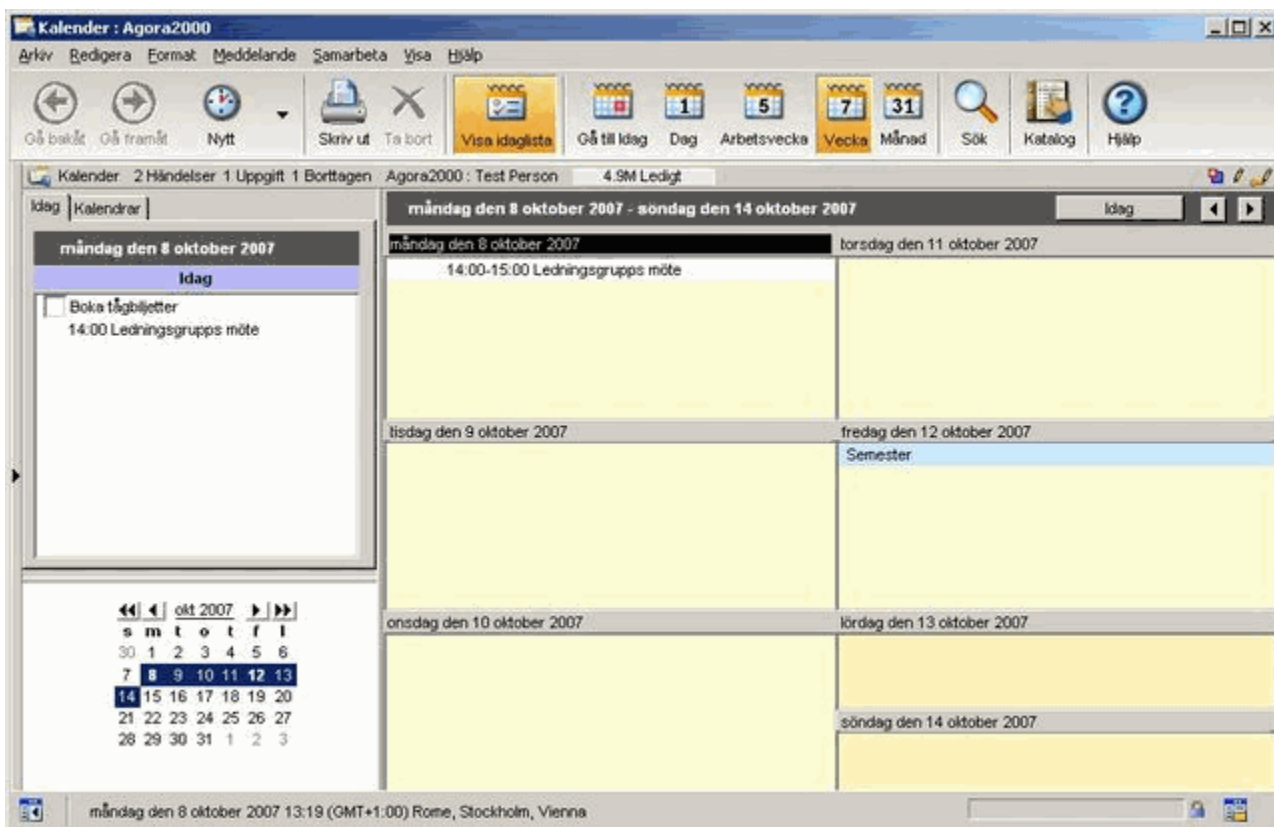 Kalender : Agora2000
Arkiv Redigera Format Meddelande Samarbeta Visa Hjälp
Gå bakåt Gå framåt Nytt Skriv ut Ta bort Visa idaglista Gå till Idag Dag Arbetsvecka Vecka Månad Sök Katalog Hjälp
1 5 7 31
Kalender 2 Händelser 1 Uppgift 1 Borttagen Agora2000 : Test Person 4.9M Ledigt
Idag Kalendrar
måndag den 8 oktober 2007 - söndag den 14 oktober 2007 Idag
måndag den 8 oktober 2007
Idag
Boka tågbiljetter
14:00 Ledningsgrupps möte
okt 2007
s m t o t f l
30 1 2 3 4 5 6
7 8 9 10 11 12 13
14 15 16 17 18 19 20
21 22 23 24 25 26 27
28 29 30 31 1 2 3
måndag den 8 oktober 2007
14:00-15:00 Ledningsgrupps möte
tisdag den 9 oktober 2007
onsdag den 10 oktober 2007
torsdag den 11 oktober 2007
fredag den 12 oktober 2007
Semester
lördag den 13 oktober 2007
söndag den 14 oktober 2007
måndag den 8 oktober 2007 13:19 (GMT+1:00) Rome, Stockholm, Vienna